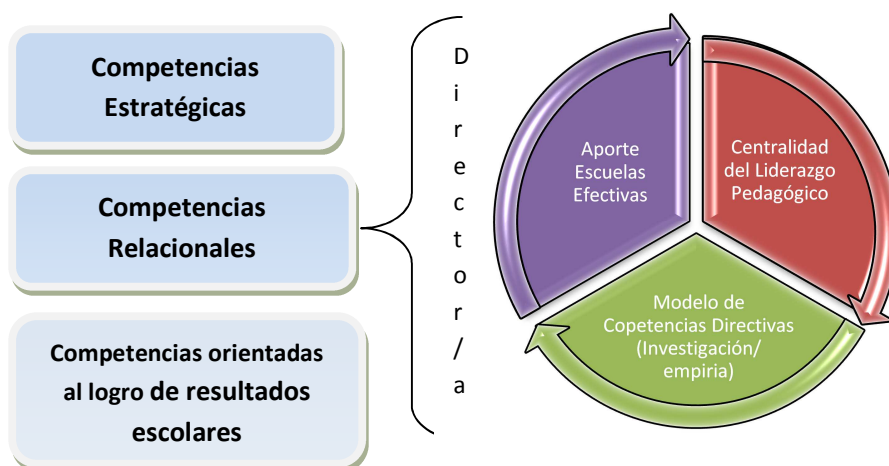 Competencias
Estratégicas
Competencias
Relacionales
Competencias orientadas
al logro de resultados
escolares
D
i
r
e
c
t
o
r
/
a
Aporte
Escuelas
Efectivas
Centralidad
del Liderazgo
Pedagógico
Modelo de
Copetencias Directivas
(Investigación/
empiria)